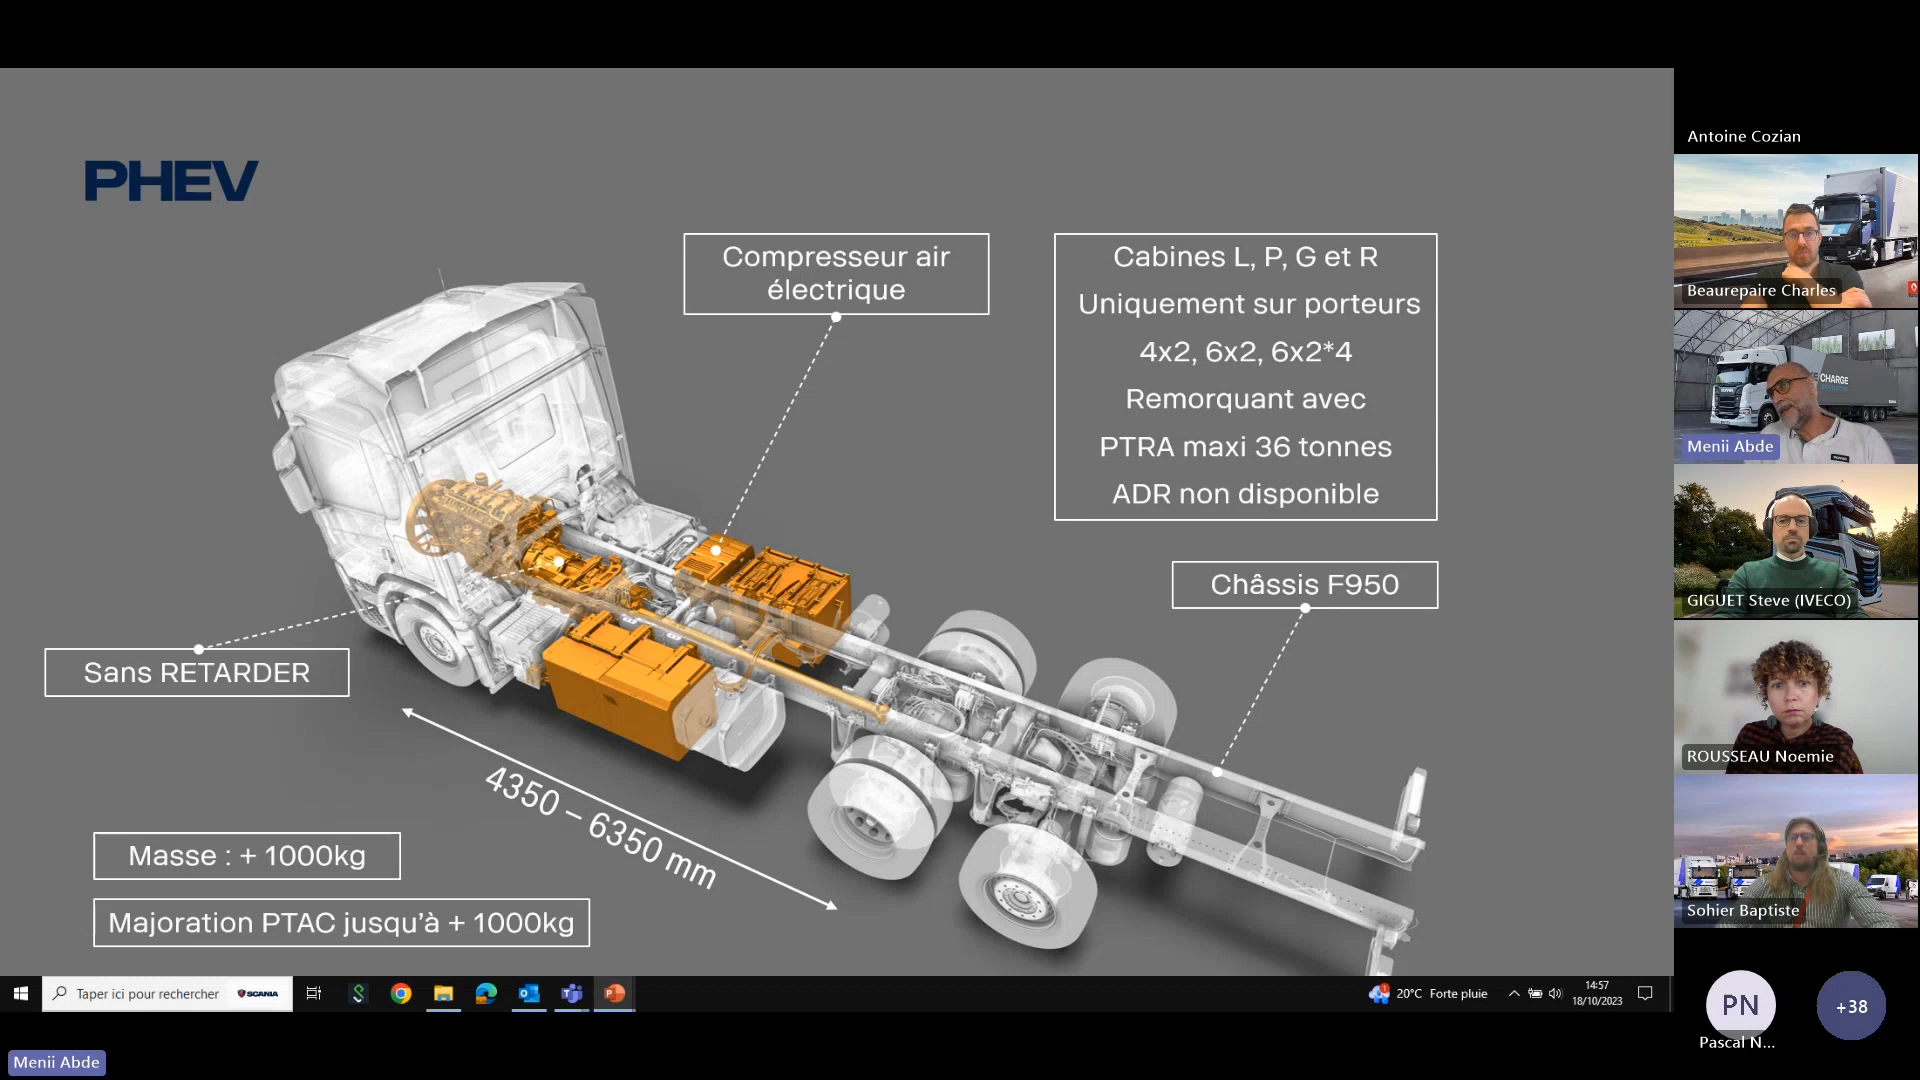 PHEV
Compresseur air
électrique
Cabines L, P, G et R
Uniquement sur porteurs
4x2, 6x2, 6x2*4
Remorquant avec
PTRA maxi 36 tonnes
ADR non disponible
Châssis F950
Sans RETARDER
4350 – 6350 mm
Masse : + 1000kg
Majoration PTAC jusqu'à + 1000kg
Taper ici pour rechercher
SCANIA
20°C Forte pluie
14:57
18/10/2023
Menii Abde
Antoine Cozian
Beaurepaire Charles
CHARGE
Menii Abde
GIGUET Steve (IVECO)
ROUSSEAU Noemie
Sohier Baptiste
PN
Pascal N...
+38